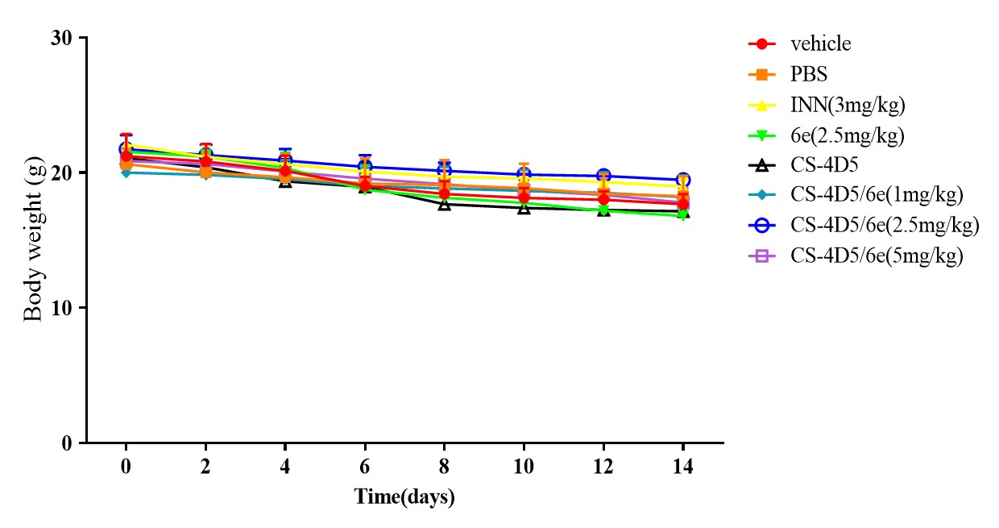 30
20
10
0
Body weight (g)
0 2 4 6 8 10 12 14
Time(days)
vehicle
PBS
INN(3mg/kg)
6e(2.5mg/kg)
CS-4D5
CS-4D5/6e(1mg/kg)
CS-4D5/6e(2.5mg/kg)
CS-4D5/6e(5mg/kg)